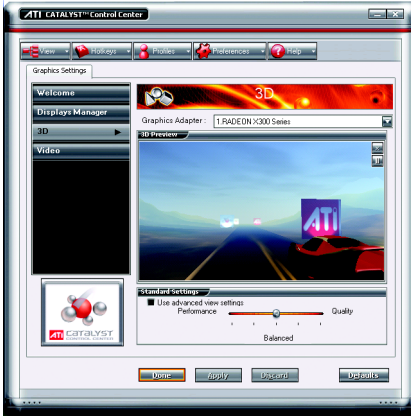 ATI CATALYST™ Control Center
View Hotkeys Profiles Preferences Help
Graphics Settings
Welcome
Displays Manager
3D
Video
3D
Graphics Adapter : 1.RADEON X300 Series
3D Preview
ATI
Standard Settings
Use advanced view settings
Performance Quality
Balanced
ATI CATALYST
CONTROL CENTER
Done Apply Discard Defaults